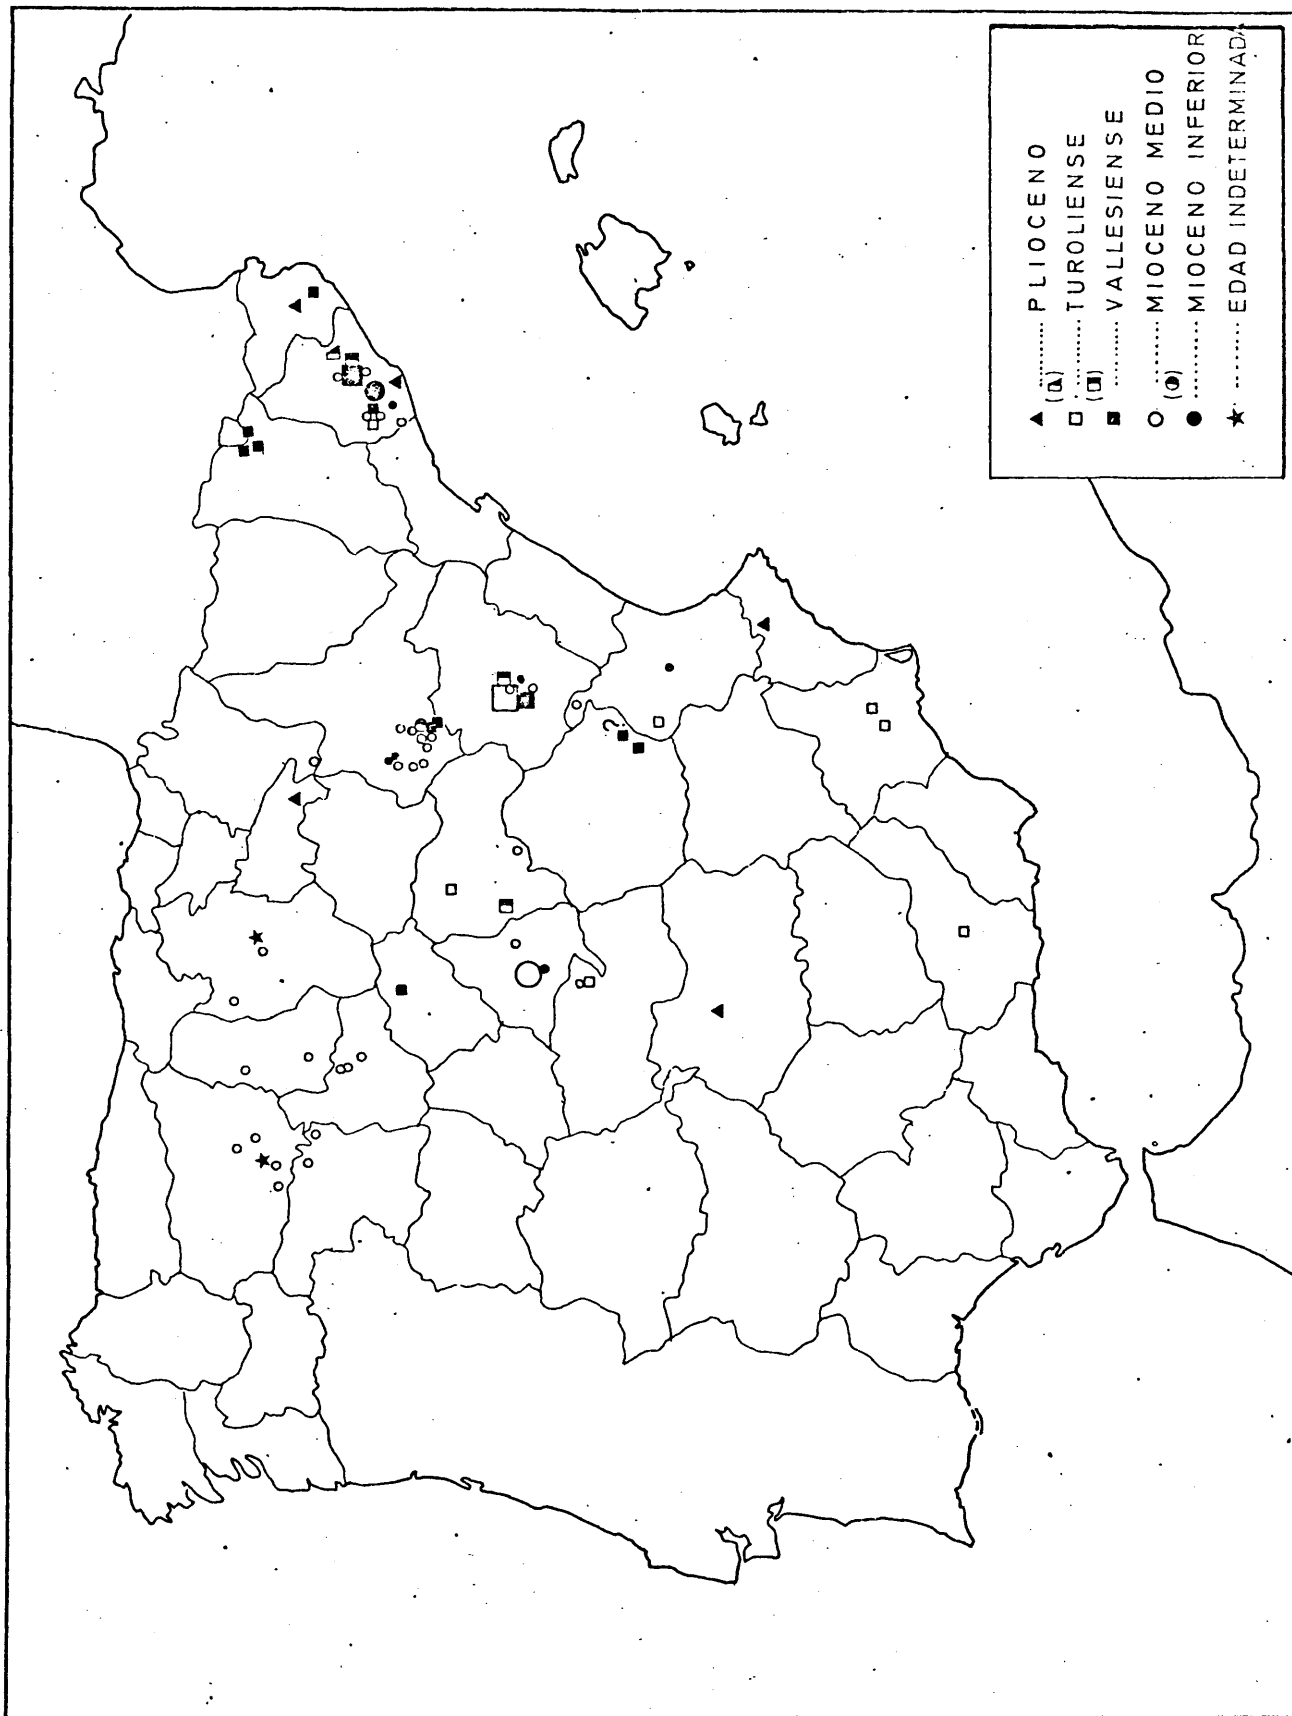 ▲ ......... PLIOCENO
(◮)
□ ......... TUROLIENSE
(◨)
■ ......... VALLESIENSE
○ ......... MIOCENO MEDIO
(◑)
● ......... MIOCENO INFERIOR
★ ......... EDAD INDETERMINADA
?